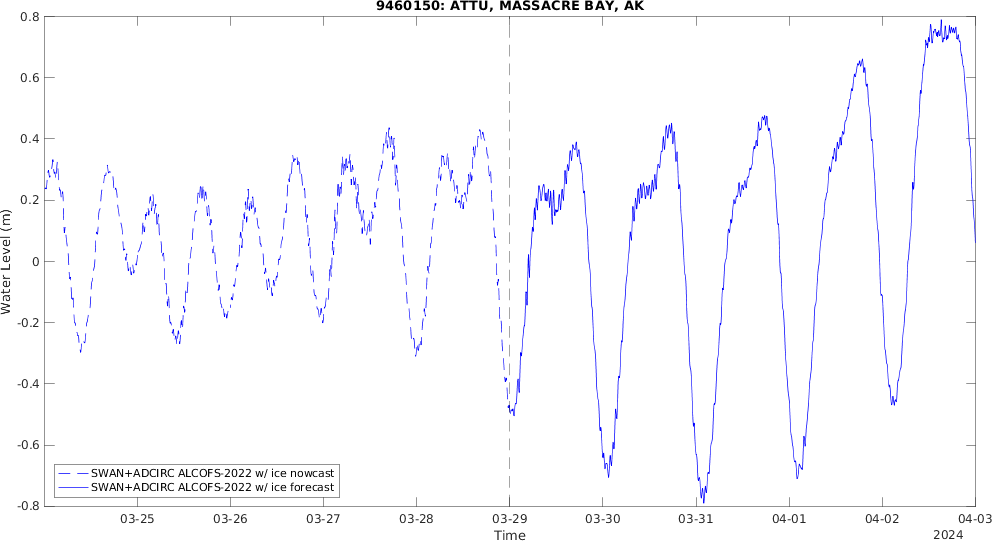 9460150: ATTU, MASSACRE BAY, AK
Water Level (m)
0.8
0.6
0.4
0.2
0
-0.2
-0.4
-0.6
-0.8
SWAN+ADCIRC ALCOFS-2022 w/ ice nowcast
SWAN+ADCIRC ALCOFS-2022 w/ ice forecast
03-25 03-26 03-27 03-28 03-29 03-30 03-31 04-01 04-02 04-03
Time
2024